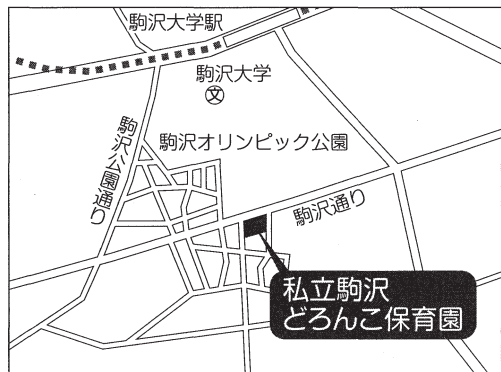 駒沢大学駅
駒沢大学
文
駒沢オリンピック公園
駒沢公園通り
駒沢通り
私立駒沢
どろんこ保育園